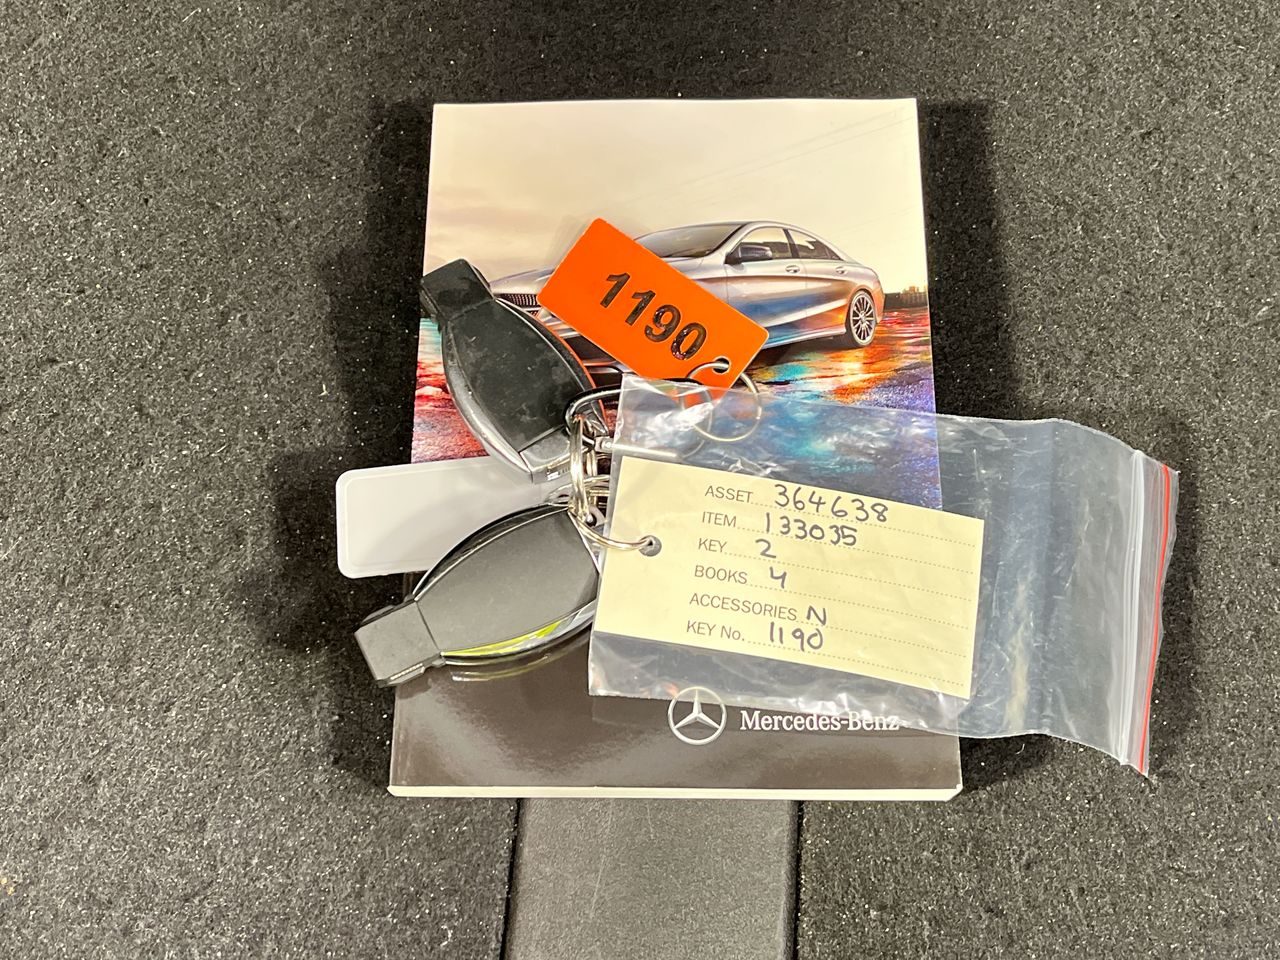 1190
ASSET 364638
ITEM 133035
KEY 2
BOOKS 4
ACCESSORIES N
KEY No. 1190
Mercedes-Benz